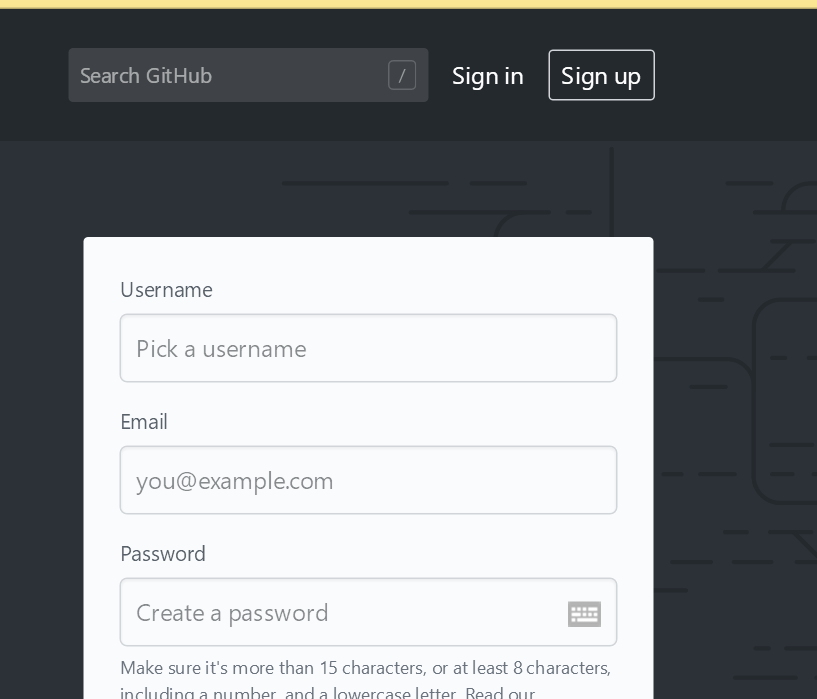 Search GitHub / Sign in Sign up
Username
Pick a username
Email
you@example.com
Password
Create a password
Make sure it's more than 15 characters, or at least 8 characters,
including a number, and a lowercase letter. Read our